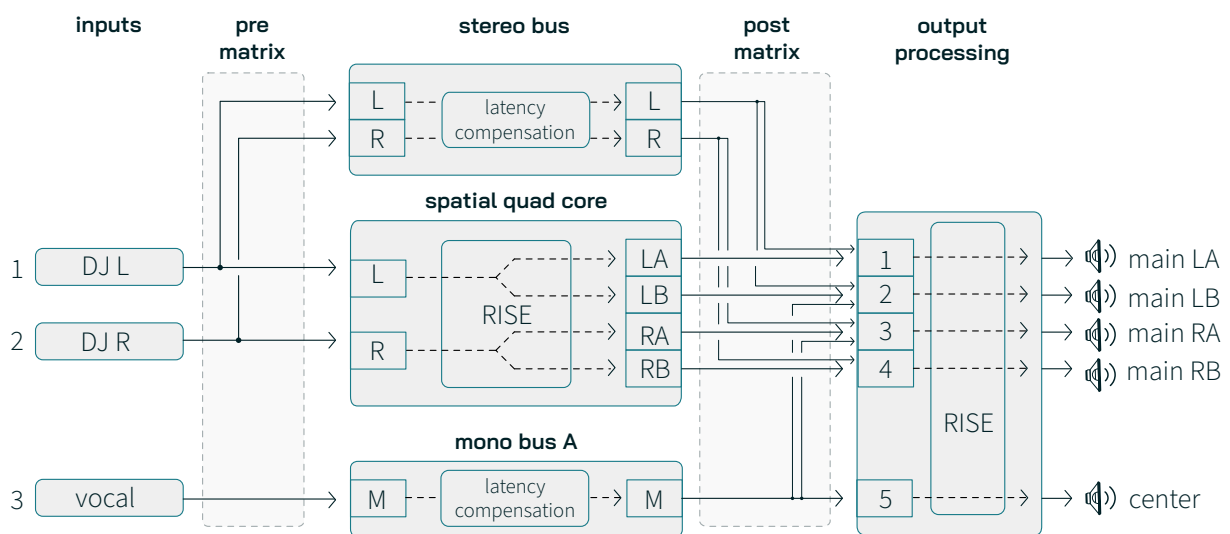 inputs
pre
matrix
stereo bus
post
matrix
output
processing
L
latency
compensation
L
R
R
spatial quad core
1
DJ L
L
RISE
LA
LB
1
2
main LA
main LB
2
DJ R
R
RA
RB
3
4
main RA
main RB
RISE
mono bus A
3
vocal
M
latency
compensation
M
5
center